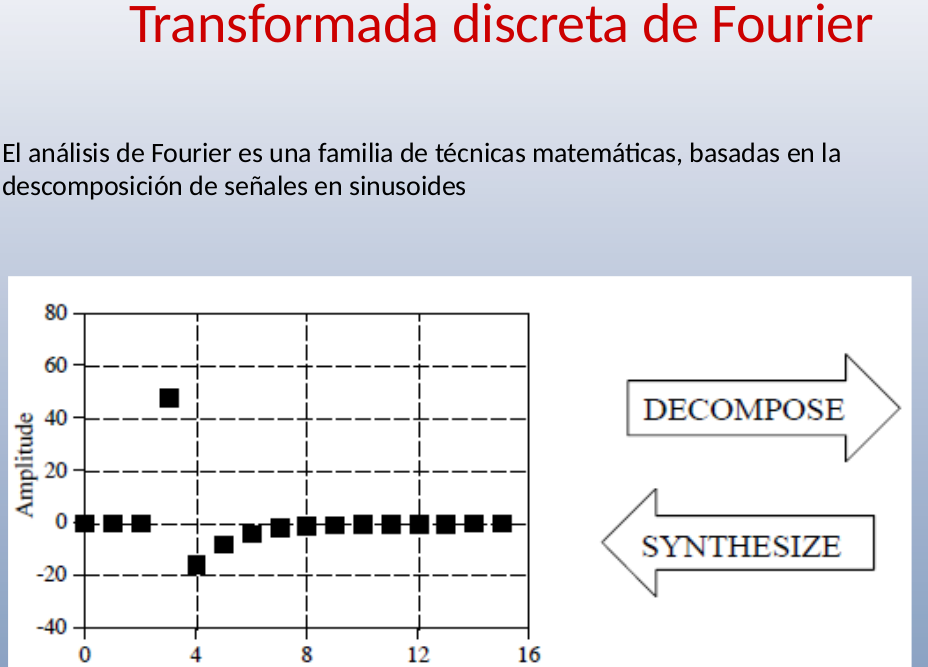 Transformada discreta de Fourier
El análisis de Fourier es una familia de técnicas matemáticas, basadas en la
descomposición de señales en sinusoides
80
60
40
20
0
-20
-40
Amplitude
0 4 8 12 16
DECOMPOSE
SYNTHESIZE